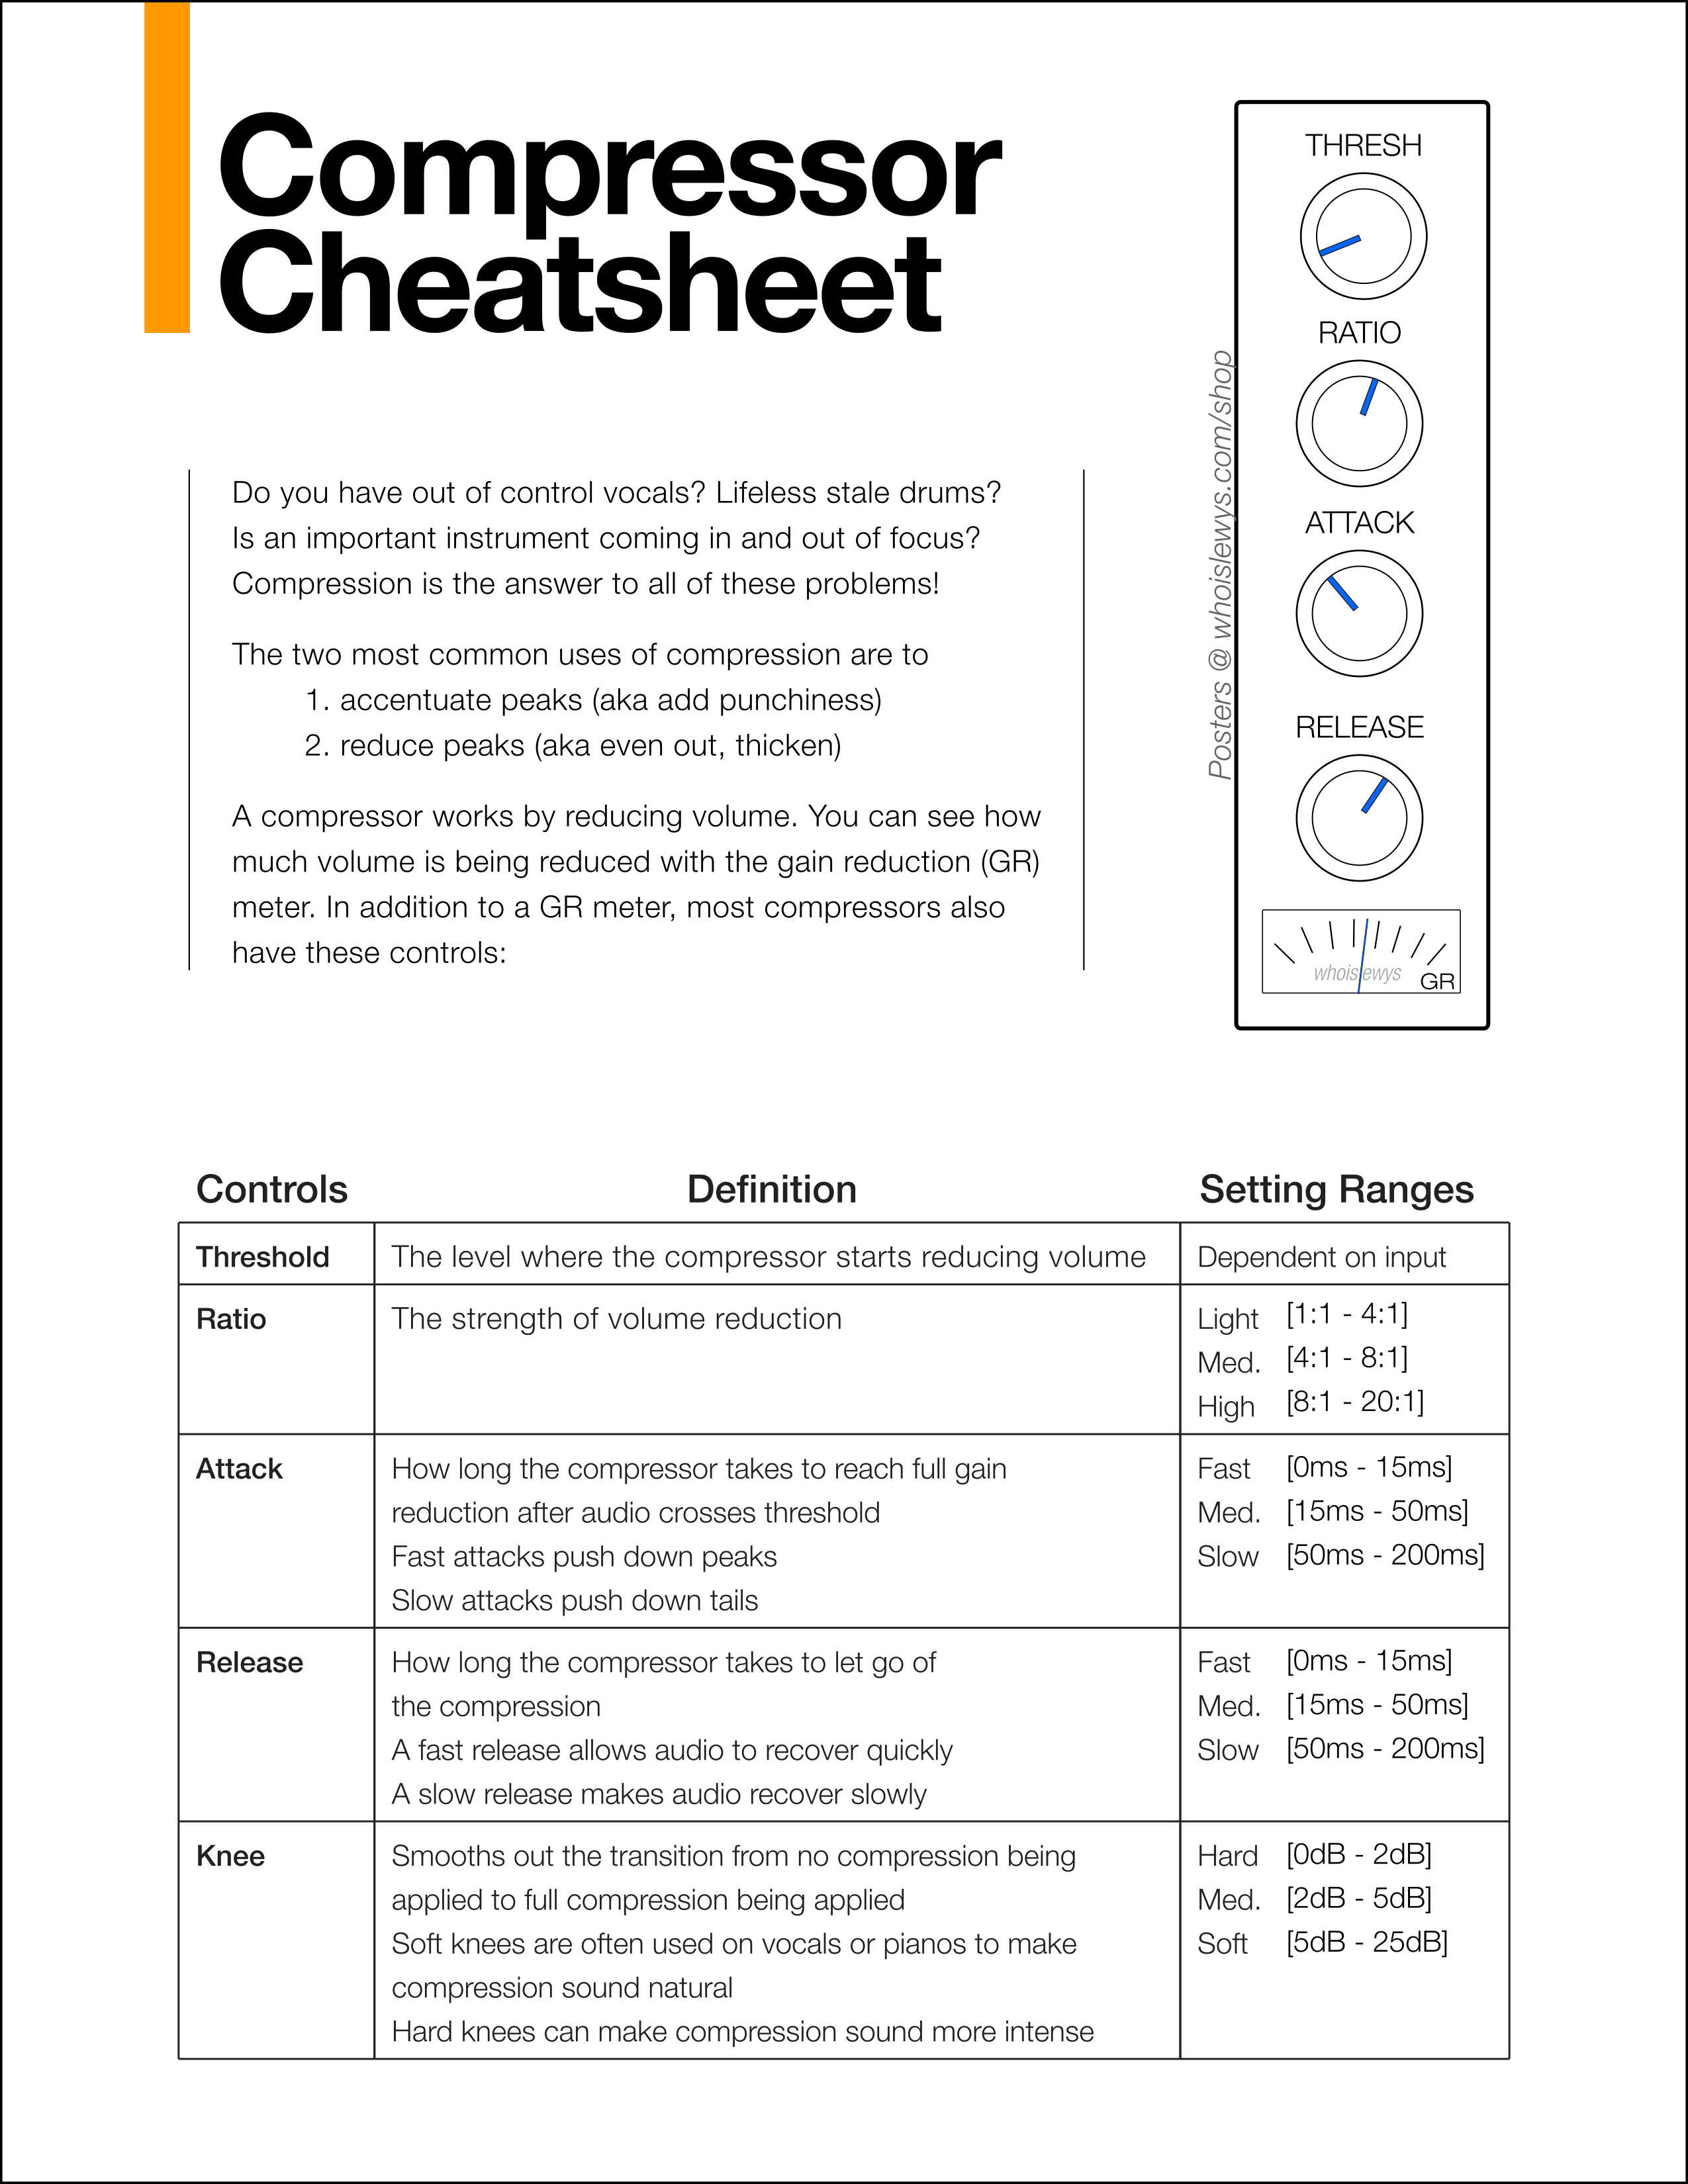 Compressor
Cheatsheet
Do you have out of control vocals? Lifeless stale drums?
Is an important instrument coming in and out of focus?
Compression is the answer to all of these problems!
The two most common uses of compression are to
1. accentuate peaks (aka add punchiness)
2. reduce peaks (aka even out, thicken)
A compressor works by reducing volume. You can see how
much volume is being reduced with the gain reduction (GR)
meter. In addition to a GR meter, most compressors also
have these controls:
Posters @ whoislewys.com/shop
THRESH
RATIO
ATTACK
RELEASE
whoislewys
GR
Controls Definition Setting Ranges
Threshold The level where the compressor starts reducing volume Dependent on input
Ratio The strength of volume reduction Light [1:1 - 4:1]
Med. [4:1 - 8:1]
High [8:1 - 20:1]
Attack How long the compressor takes to reach full gain Fast [0ms - 15ms]
reduction after audio crosses threshold Med. [15ms - 50ms]
Fast attacks push down peaks Slow [50ms - 200ms]
Slow attacks push down tails
Release How long the compressor takes to let go of Fast [0ms - 15ms]
the compression Med. [15ms - 50ms]
A fast release allows audio to recover quickly Slow [50ms - 200ms]
A slow release makes audio recover slowly
Knee Smooths out the transition from no compression being Hard [0dB - 2dB]
applied to full compression being applied Med. [2dB - 5dB]
Soft knees are often used on vocals or pianos to make Soft [5dB - 25dB]
compression sound natural
Hard knees can make compression sound more intense